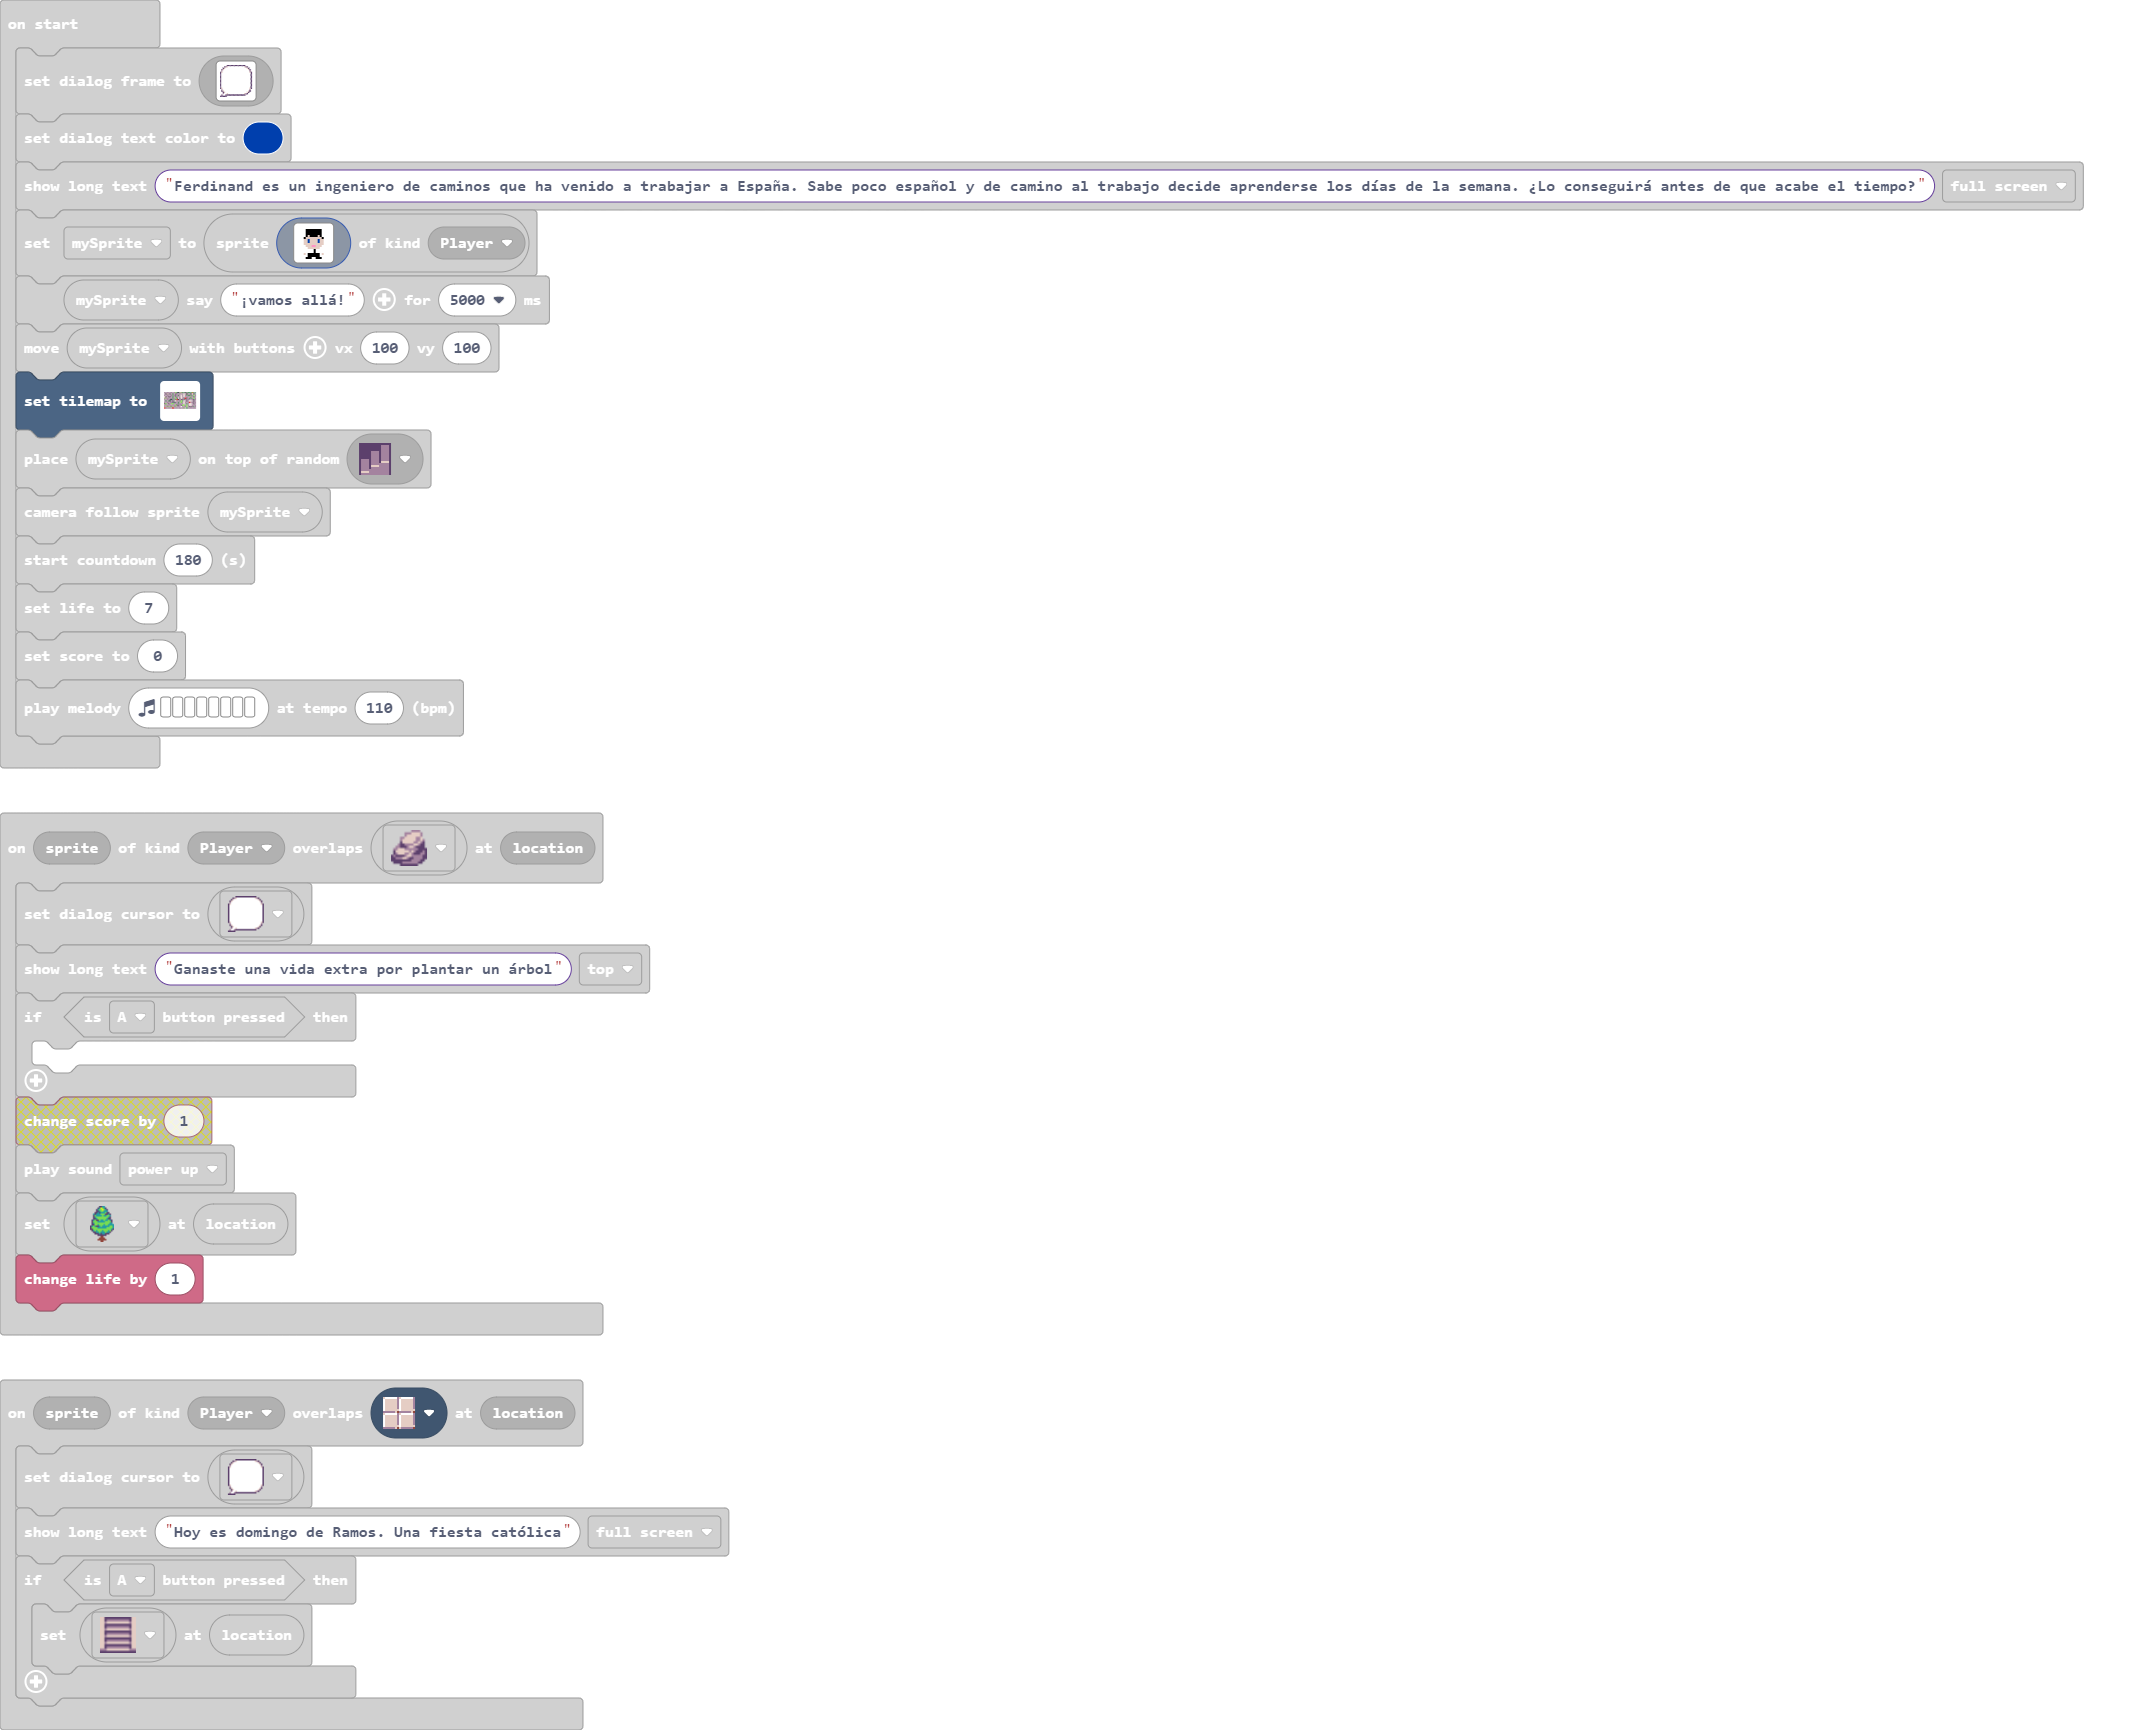 on start
set dialog frame to
set dialog text color to
show long text "Ferdinand es un ingeniero de caminos que ha venido a trabajar a España. Sabe poco español y de camino al trabajo decide aprenderse los días de la semana. ¿Lo conseguirá antes de que acabe el tiempo?" full screen
set mySprite to sprite of kind Player
mySprite say "¡vamos allá!" for 5000 ms
move mySprite with buttons vx 100 vy 100
set tilemap to
place mySprite on top of random
camera follow sprite mySprite
start countdown 180 (s)
set life to 7
set score to 0
play melody at tempo 110 (bpm)
on sprite of kind Player overlaps at location
set dialog cursor to
show long text "Ganaste una vida extra por plantar un árbol" top
if is A button pressed then
change score by 1
play sound power up
set at location
change life by 1
on sprite of kind Player overlaps at location
set dialog cursor to
show long text "Hoy es domingo de Ramos. Una fiesta católica" full screen
if is A button pressed then
set at location